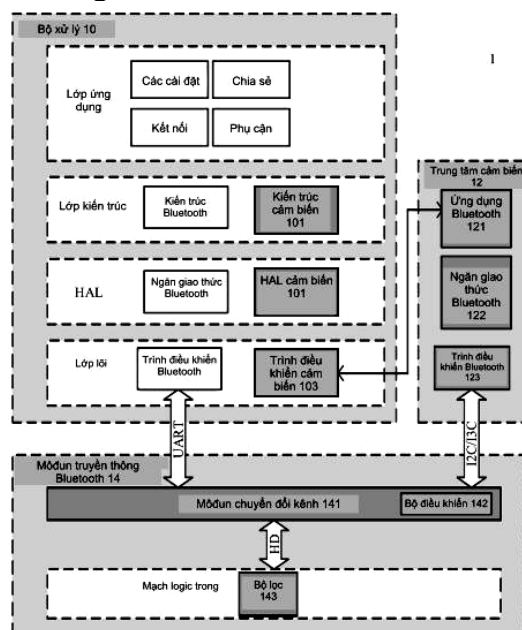 Bộ xử lý 10
1
Lớp ứng
dụng
Các cài đặt
Chia sẻ
Kết nối
Phụ cận
Lớp kiến trúc
Kiến trúc
Bluetooth
Kiến trúc
cảm biến
101
HAL
Ngăn giao thức
Bluetooth
HAL cảm biến
101
Lớp lõi
Trình điều khiển
Bluetooth
Trình điều
khiển cảm
biến 103
Trung tâm cảm biến
12
Ứng dụng
Bluetooth
121
Ngăn giao
thức
Bluetooth
122
Trình điều
khiển Bluetooth
123
UART
I2C/I3C
Môđun truyền thông
Bluetooth 14
Môđun chuyển đổi kênh 141
Bộ điều khiển 142
HD
Mạch logic trong
Bộ lọc
143